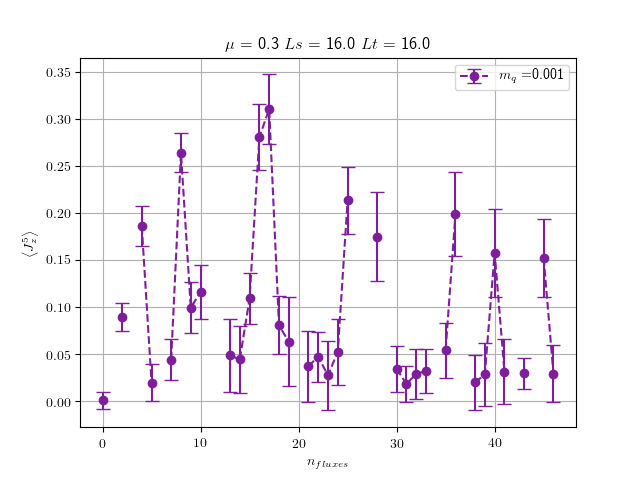 μ = 0.3 Ls = 16.0 Lt = 16.0
m_q =0.001
⟨J_z^5⟩
0.35
0.30
0.25
0.20
0.15
0.10
0.05
0.00
0 10 20 30 40
n_fluxes